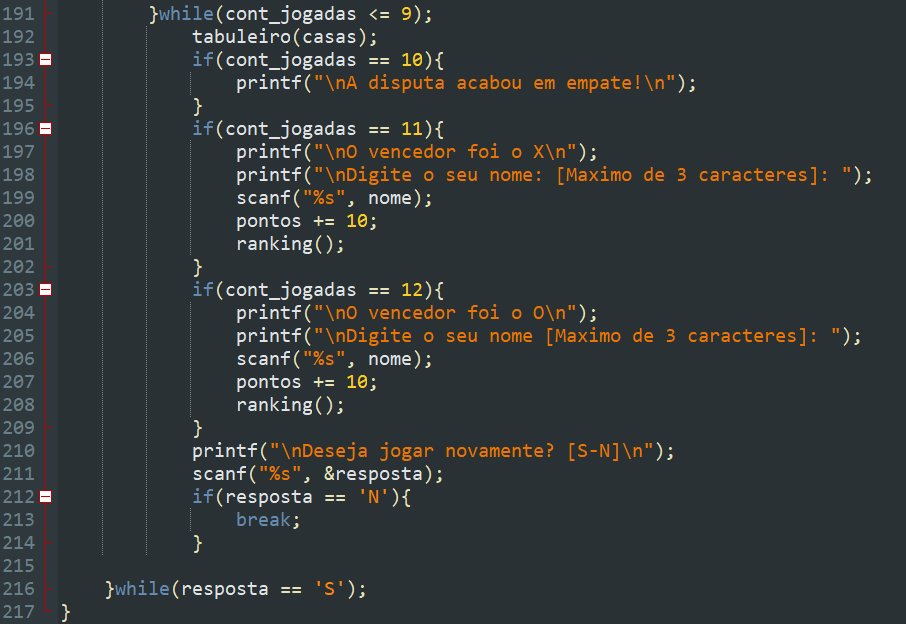 191 }while(cont_jogadas <= 9);
192 tabuleiro(casas);
193 if(cont_jogadas == 10){
194 printf("\nA disputa acabou em empate!\n");
195 }
196 if(cont_jogadas == 11){
197 printf("\nO vencedor foi o X\n");
198 printf("\nDigite o seu nome: [Maximo de 3 caracteres]: ");
199 scanf("%s", nome);
200 pontos += 10;
201 ranking();
202 }
203 if(cont_jogadas == 12){
204 printf("\nO vencedor foi o O\n");
205 printf("\nDigite o seu nome [Maximo de 3 caracteres]: ");
206 scanf("%s", nome);
207 pontos += 10;
208 ranking();
209 }
210 printf("\nDeseja jogar novamente? [S-N]\n");
211 scanf("%s", &resposta);
212 if(resposta == 'N'){
213 break;
214 }
215
216 }while(resposta == 'S');
217 }